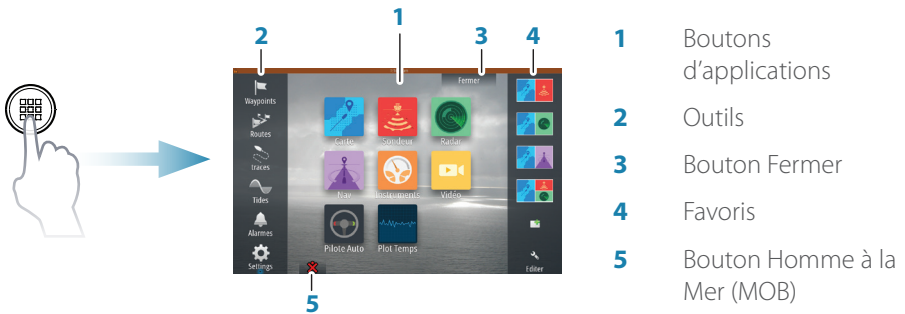 1
2
3
4
Fermer
Waypoints
Routes
traces
Tides
Alarmes
Settings
Carte
Sondeur
Radar
Nav
Instruments
Vidéo
Pilote Auto
Plot Temps
Editer
5
1 Boutons
d'applications
2 Outils
3 Bouton Fermer
4 Favoris
5 Bouton Homme à la
Mer (MOB)